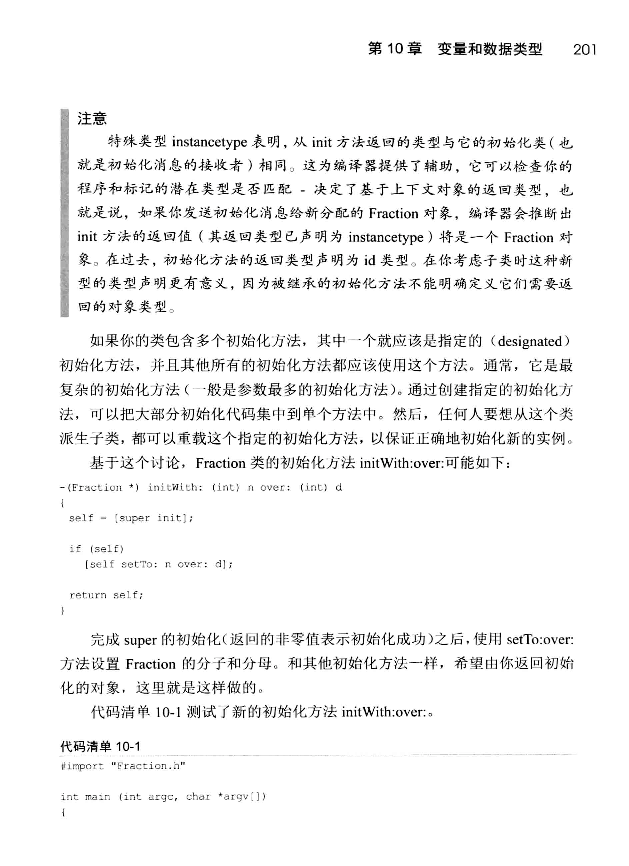 第 10 章 变量和数据类型 201
注意
特殊类型 instancetype 表明，从 init 方法返回的类型与它的初始化类（也
就是初始化消息的接收者）相同。这为编译器提供了辅助，它可以检查你的
程序和标记的潜在类型是否匹配 - 决定了基于上下文对象的返回类型，也
就是说，如果你发送初始化消息给新分配的 Fraction 对象，编译器会推断出
init 方法的返回值（其返回类型已声明为 instancetype）将是一个 Fraction 对
象。在过去，初始化方法的返回类型声明为 id 类型。在你考虑子类时这种新
型的类型声明更有意义，因为被继承的初始化方法不能明确定义它们需要返
回的对象类型。
如果你的类包含多个初始化方法，其中一个就应该是指定的（designated）
初始化方法，并且其他所有的初始化方法都应该使用这个方法。通常，它是最
复杂的初始化方法（一般是参数最多的初始化方法）。通过创建指定的初始化方
法，可以把大部分初始化代码集中到单个方法中。然后，任何人要想从这个类
派生子类，都可以重载这个指定的初始化方法，以保证正确地初始化新的实例。
基于这个讨论，Fraction 类的初始化方法 initWith:over:可能如下：
-(Fraction *) initWith: (int) n over: (int) d
{
self = [super init];
if (self)
[self setTo: n over: d];
return self;
}
完成 super 的初始化（返回的非零值表示初始化成功）之后，使用 setTo:over:
方法设置 Fraction 的分子和分母。和其他初始化方法一样，希望由你返回初始
化的对象，这里就是这样做的。
代码清单 10-1 测试了新的初始化方法 initWith:over:。
代码清单 10-1
#import "Fraction.h"
int main (int argc, char *argv[])
{